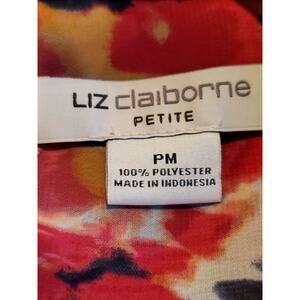 LIZ claiborne
PETITE
PM
100% POLYESTER
MADE IN INDONESIA